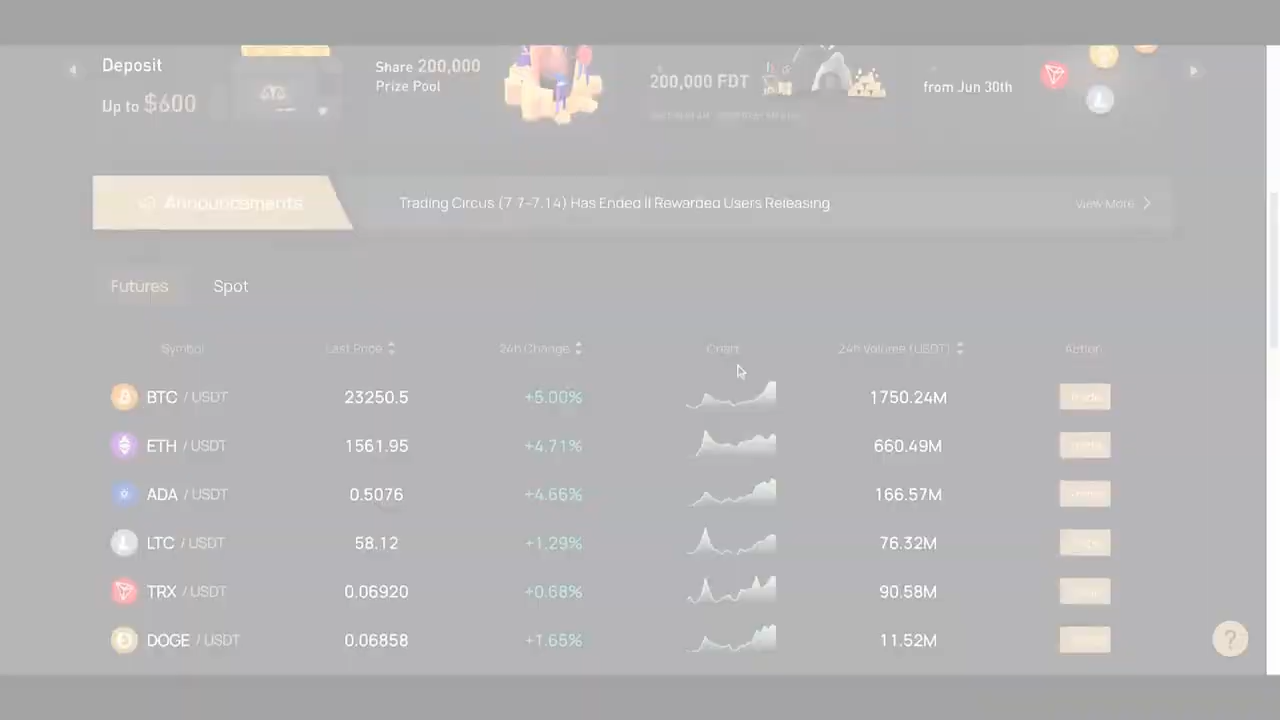 Deposit
Up to $600
Share 200,000
Prize Pool
200,000 FDT
from Jun 30th
Announcements
Trading Circus (7.7-7.14) Has Ended || Rewarded Users Releasing
View More
Futures Spot
Symbol Last Price 24h Change Chart 24h Volume (USDT) Action
BTC / USDT 23250.5 +5.00% 1750.24M Trade
ETH / USDT 1561.95 +4.71% 660.49M
ADA / USDT 0.5076 +4.66% 166.57M
LTC / USDT 58.12 +1.29% 76.32M
TRX / USDT 0.06920 +0.68% 90.58M
DOGE / USDT 0.06858 +1.65% 11.52M
?